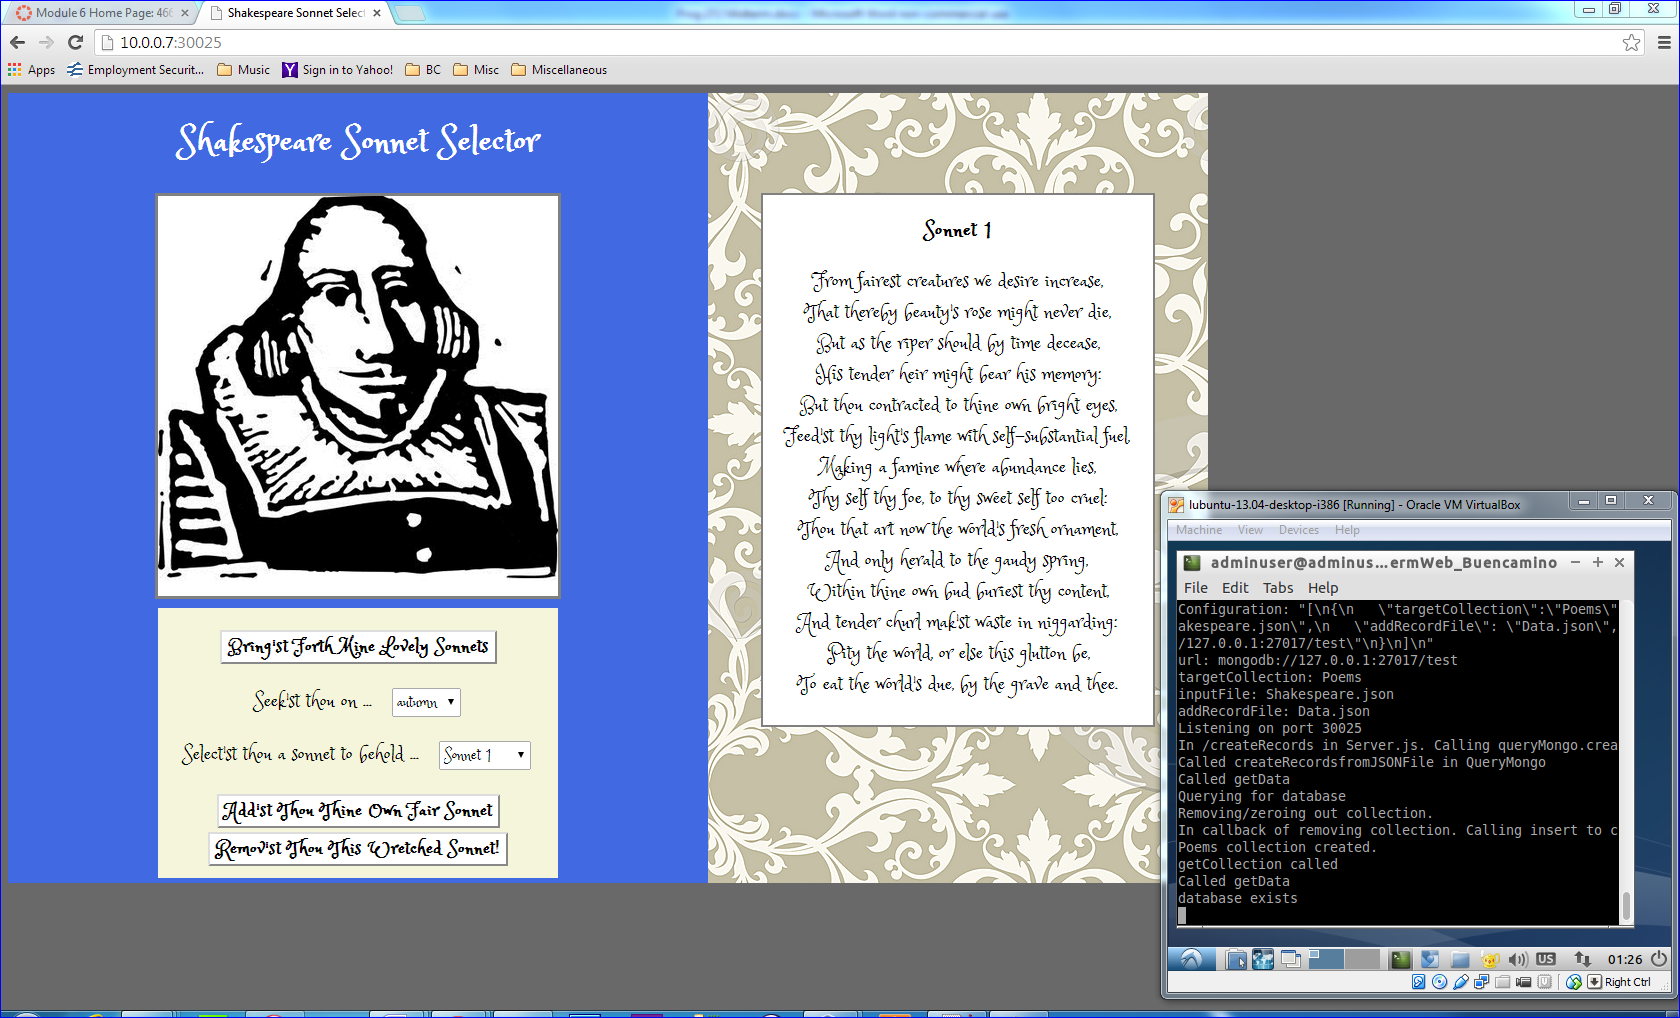 Module 6 Home Page: 466
Shakespeare Sonnet Select
10.0.0.7:30025
Apps
Employment Securit...
Music
Sign in to Yahoo!
BC
Misc
Miscellaneous
Shakespeare Sonnet Selector
Bring'st Forth Mine Lovely Sonnets
Seek'st thou on ... autumn
Select'st thou a sonnet to behold ... Sonnet 1
Add'st Thou Thine Own Fair Sonnet
Remov'st Thou This Wretched Sonnet!
Sonnet 1
From fairest creatures we desire increase,
That thereby beauty's rose might never die,
But as the riper should by time decease,
His tender heir might bear his memory:
But thou contracted to thine own bright eyes,
Feed'st thy light's flame with self-substantial fuel,
Making a famine where abundance lies,
Thy self thy foe, to thy sweet self too cruel:
Thou that art now the world's fresh ornament,
And only herald to the gaudy spring,
Within thine own bud buriest thy content,
And tender churl mak'st waste in niggarding:
Pity the world, or else this glutton be,
To eat the world's due, by the grave and thee.
lubuntu-13.04-desktop-i386 [Running] - Oracle VM VirtualBox
Machine View Devices Help
adminuser@adminus...ermWeb_Buencamino
File Edit Tabs Help
Configuration: "[\n{\n   \"targetCollection\":\"Poems\"
akespeare.json\",\n   \"addRecordFile\": \"Data.json\",
/127.0.0.1:27017/test\"\n}\n]\n"
url: mongodb://127.0.0.1:27017/test
targetCollection: Poems
inputFile: Shakespeare.json
addRecordFile: Data.json
Listening on port 30025
In /createRecords in Server.js. Calling queryMongo.crea
Called createRecordsfromJSONFile in QueryMongo
Called getData
Querying for database
Removing/zeroing out collection.
In callback of removing collection. Calling insert to c
Poems collection created.
getCollection called
Called getData
database exists
US
01:26
Right Ctrl